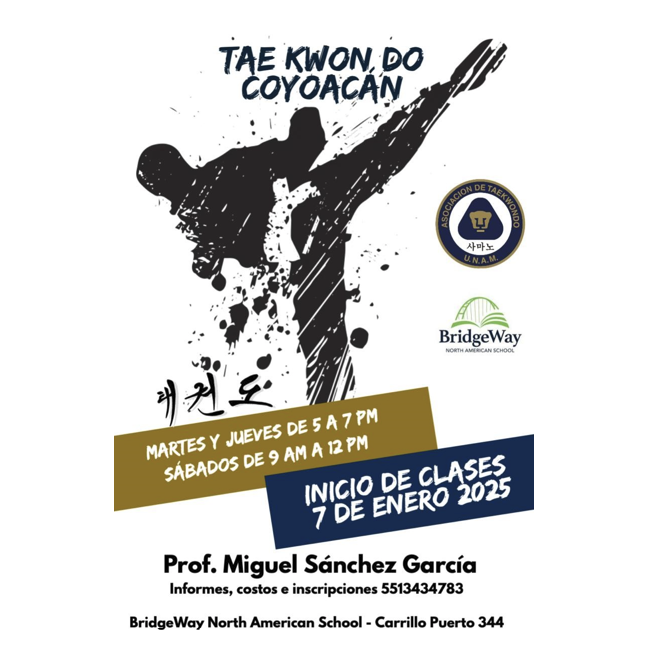 TAE KWON DO
COYOACÁN
ASOCIACION DE TAEKWONDO
사마노
U.N.A.M.
BridgeWay
NORTH AMERICAN SCHOOL
태 권 도
MARTES Y JUEVES DE 5 A 7 PM
SÁBADOS DE 9 AM A 12 PM
INICIO DE CLASES
7 DE ENERO 2025
Prof. Miguel Sánchez García
Informes, costos e inscripciones 5513434783
BridgeWay North American School - Carrillo Puerto 344